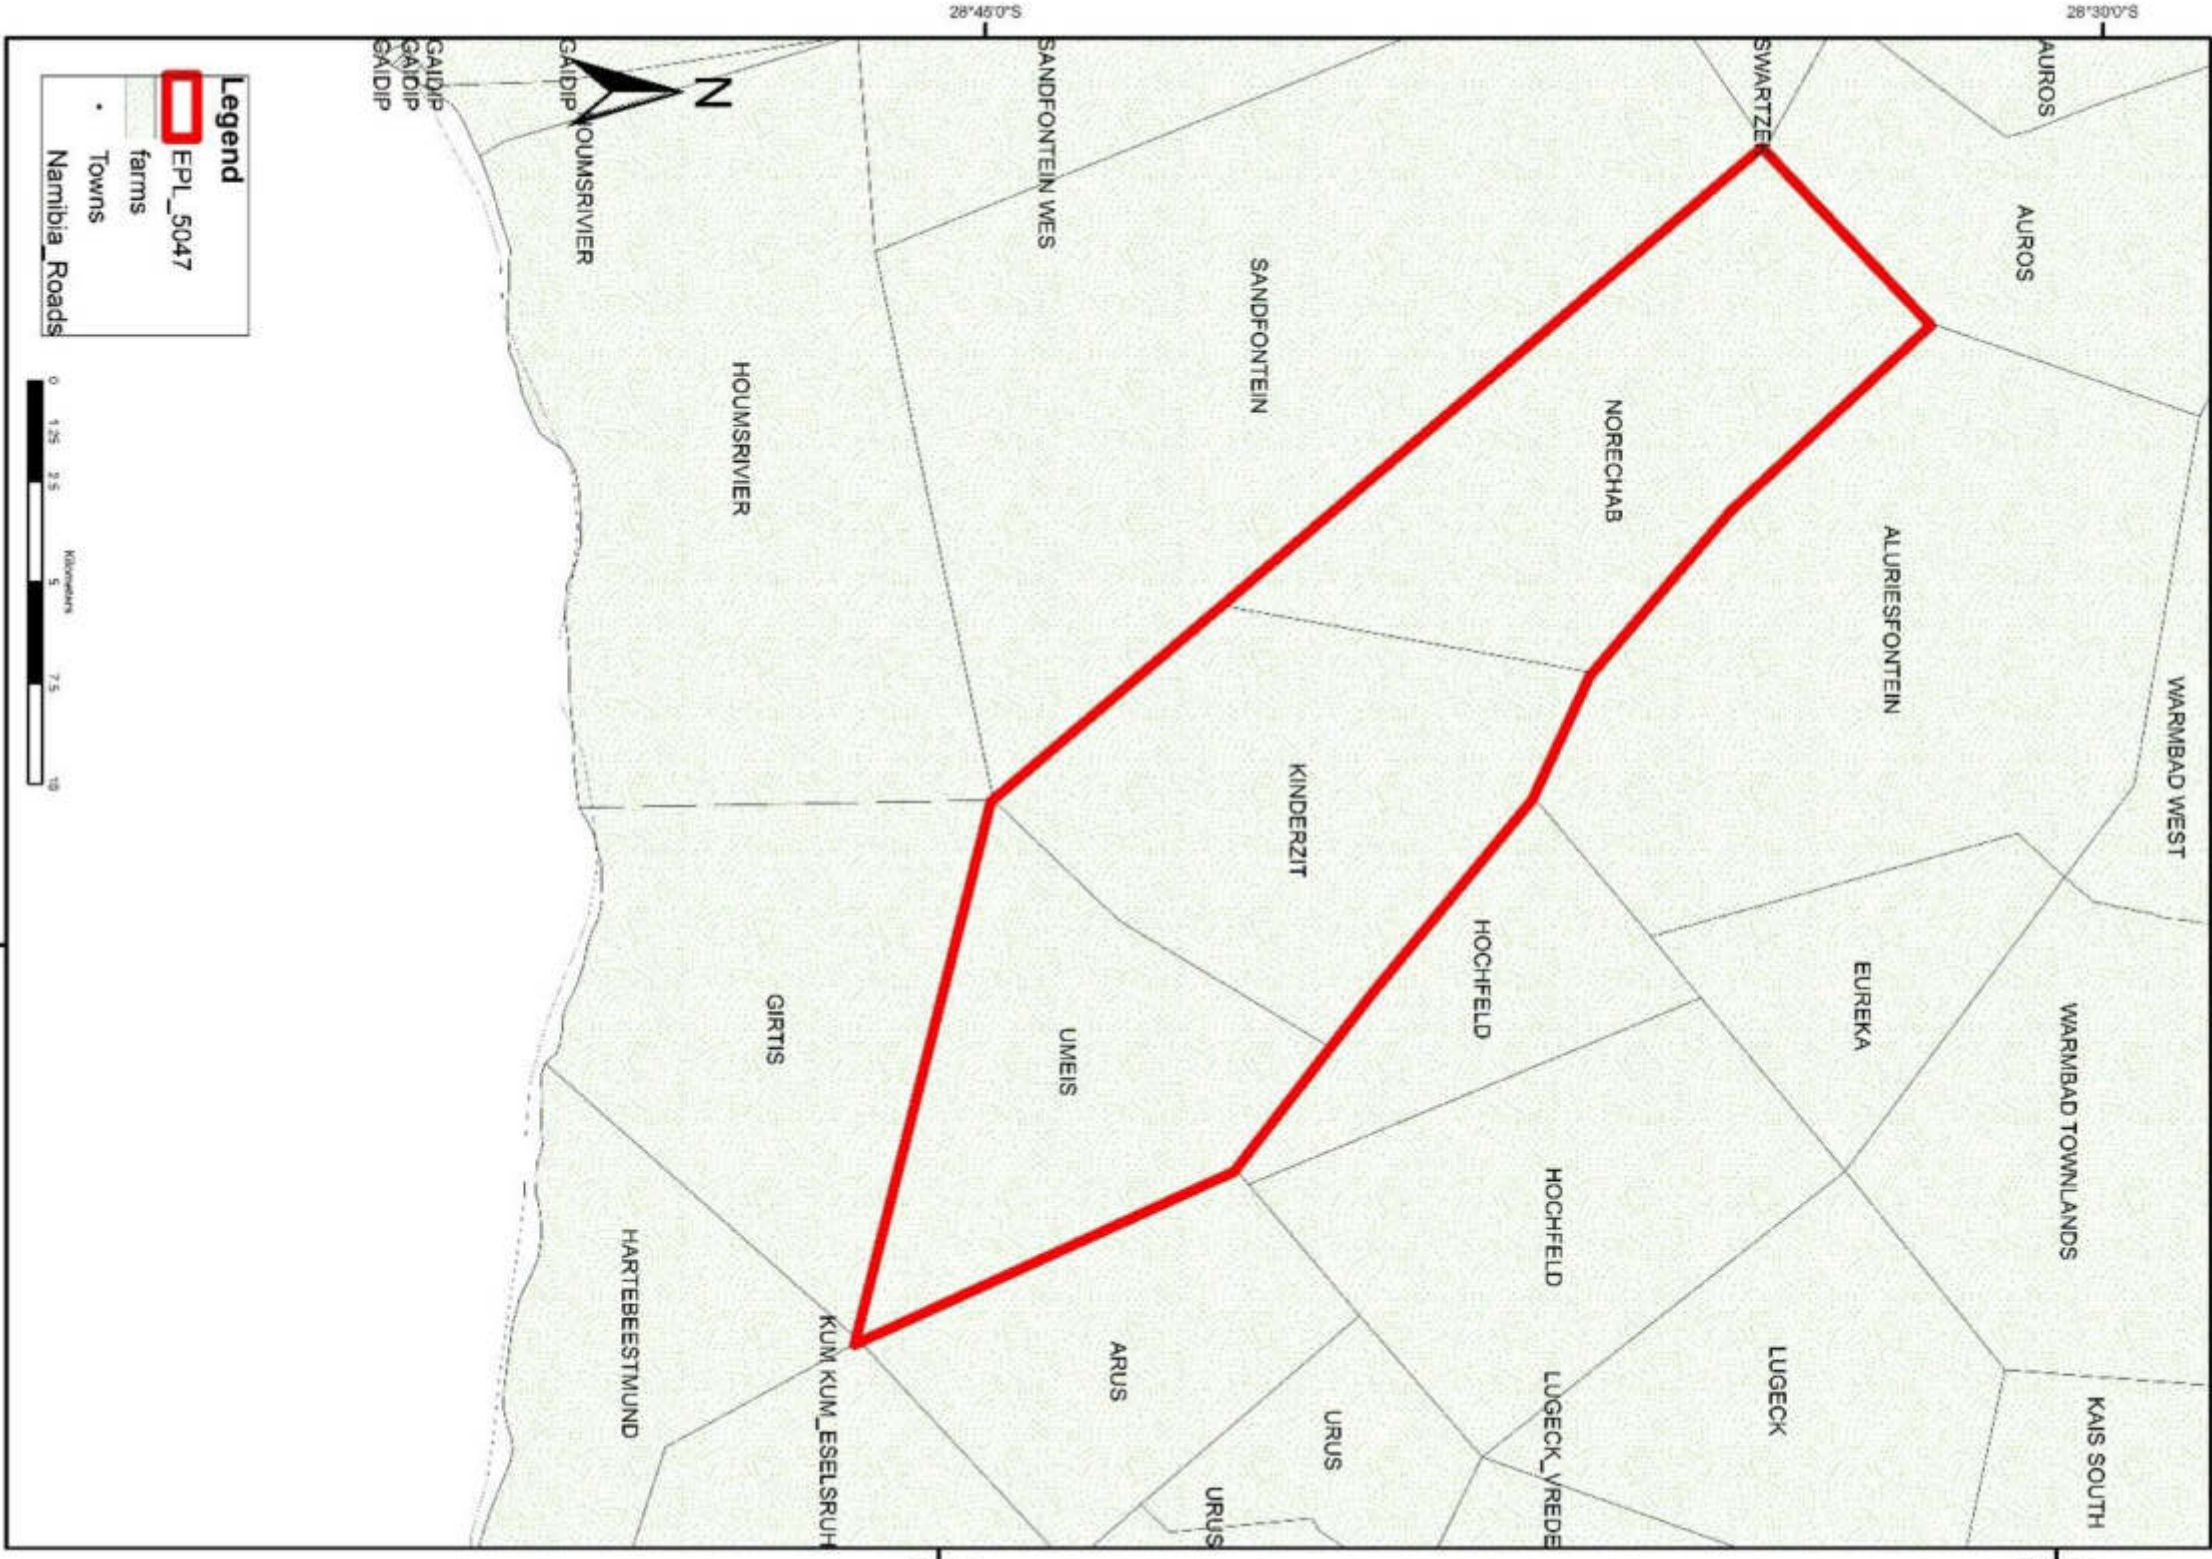 28°30'0"S
WARMBAD WEST
KAIS SOUTH
WARMBAD TOWNLANDS
AUROS
AUROS
ALURIESFONTEIN
EUREKA
LUGECK
SWARTZE
NORECHAB
HOCHFELD
LUGECK_VREDE
HOCHFELD
URUS
KINDERZIT
SANDFONTEIN
URUS
ARUS
UMEIS
SANDFONTEIN WES
28°45'0"S
KUM KUM_ESELSRUH
GIRTIS
HOUMSRIVIER
N
HARTEBEESTMUND
HOUMSRIVIER
GAIDIP
GAIDIP
GAIDIP
GAIDIP
Legend
EPL_5047
farms
Towns
Namibia_Roads
0 1.25 2.5 5 7.5 10
Kilometers